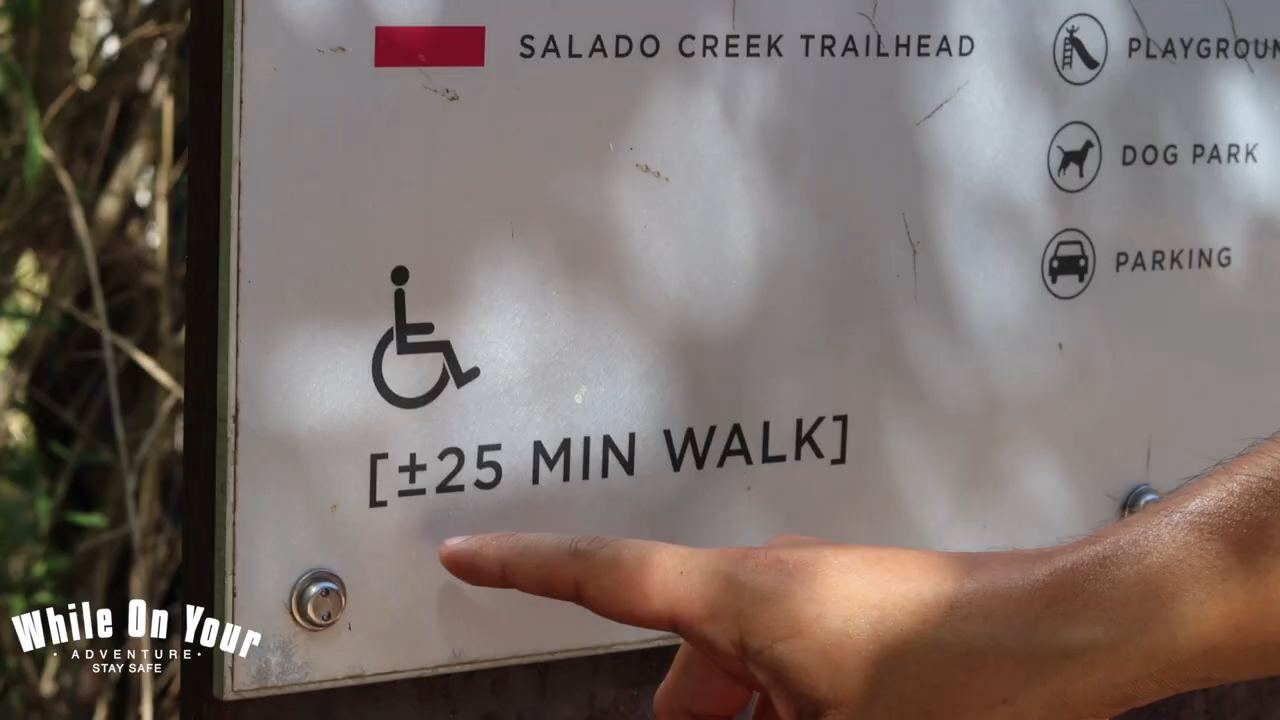 SALADO CREEK TRAILHEAD
PLAYGROUN
DOG PARK
PARKING
[±25 MIN WALK]
While On Your
· ADVENTURE ·
STAY SAFE